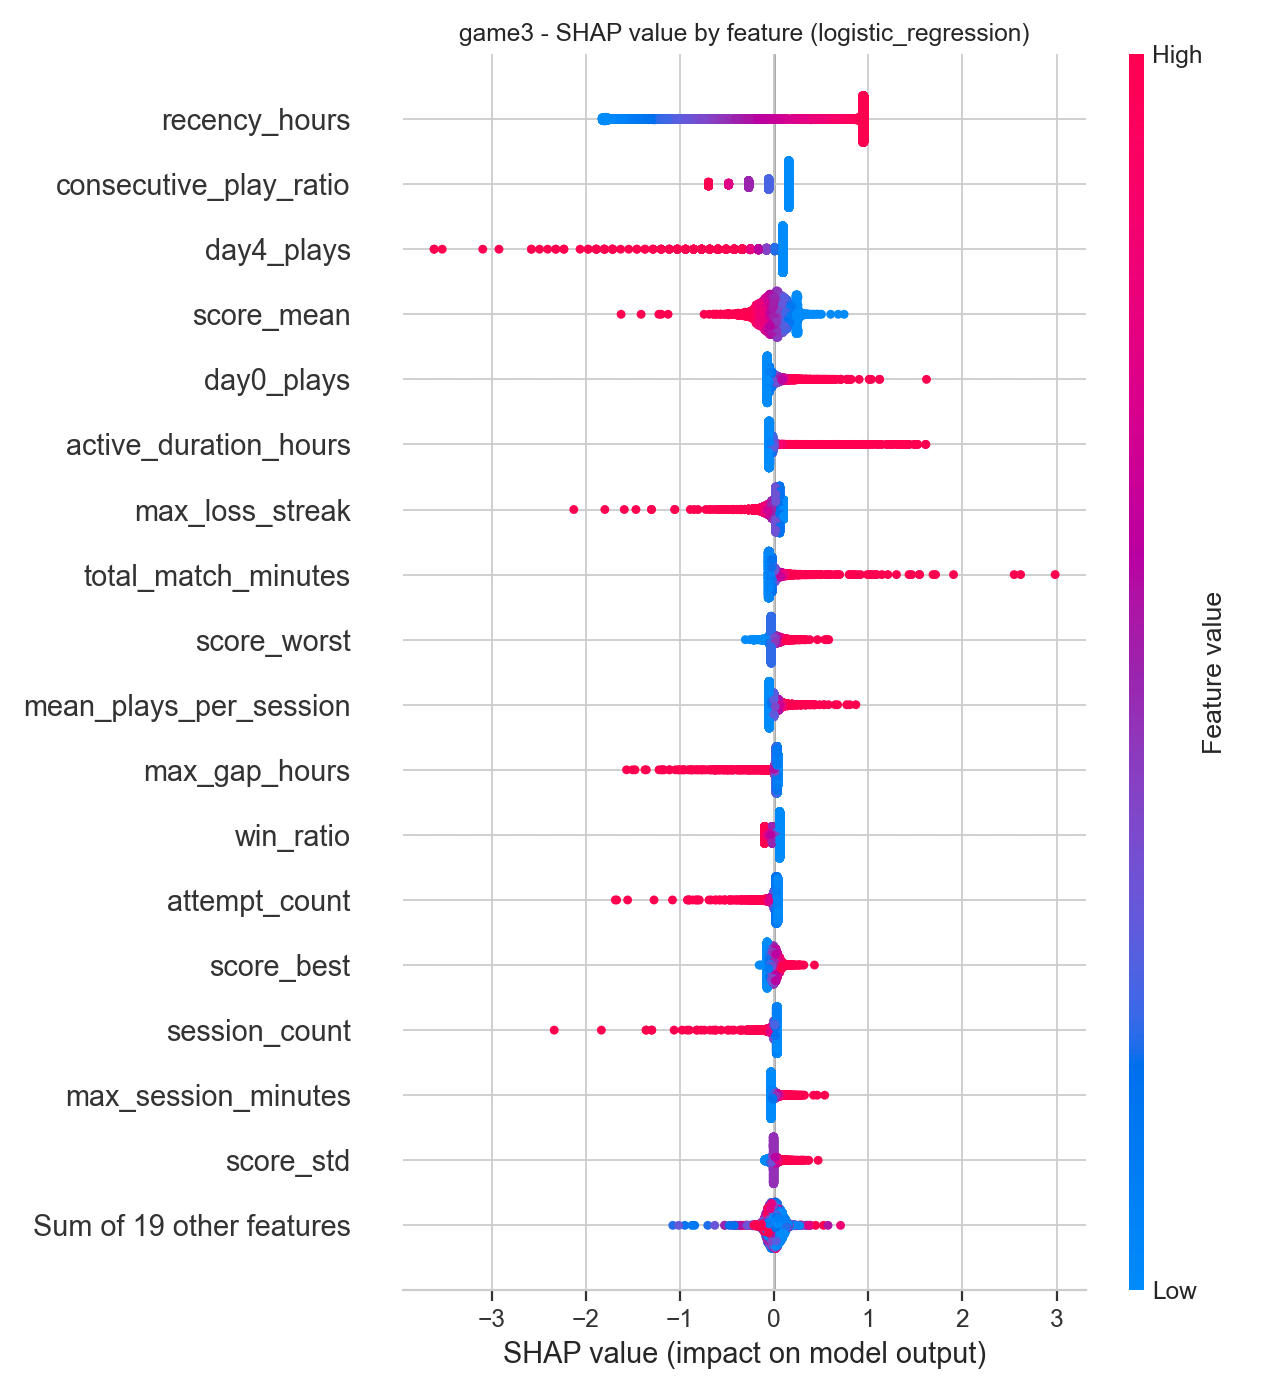 game3 - SHAP value by feature (logistic_regression)
High
recency_hours
consecutive_play_ratio
day4_plays
score_mean
day0_plays
active_duration_hours
max_loss_streak
total_match_minutes
score_worst
mean_plays_per_session
max_gap_hours
win_ratio
attempt_count
score_best
session_count
max_session_minutes
score_std
Sum of 19 other features
Feature value
Low
−3 −2 −1 0 1 2 3
SHAP value (impact on model output)